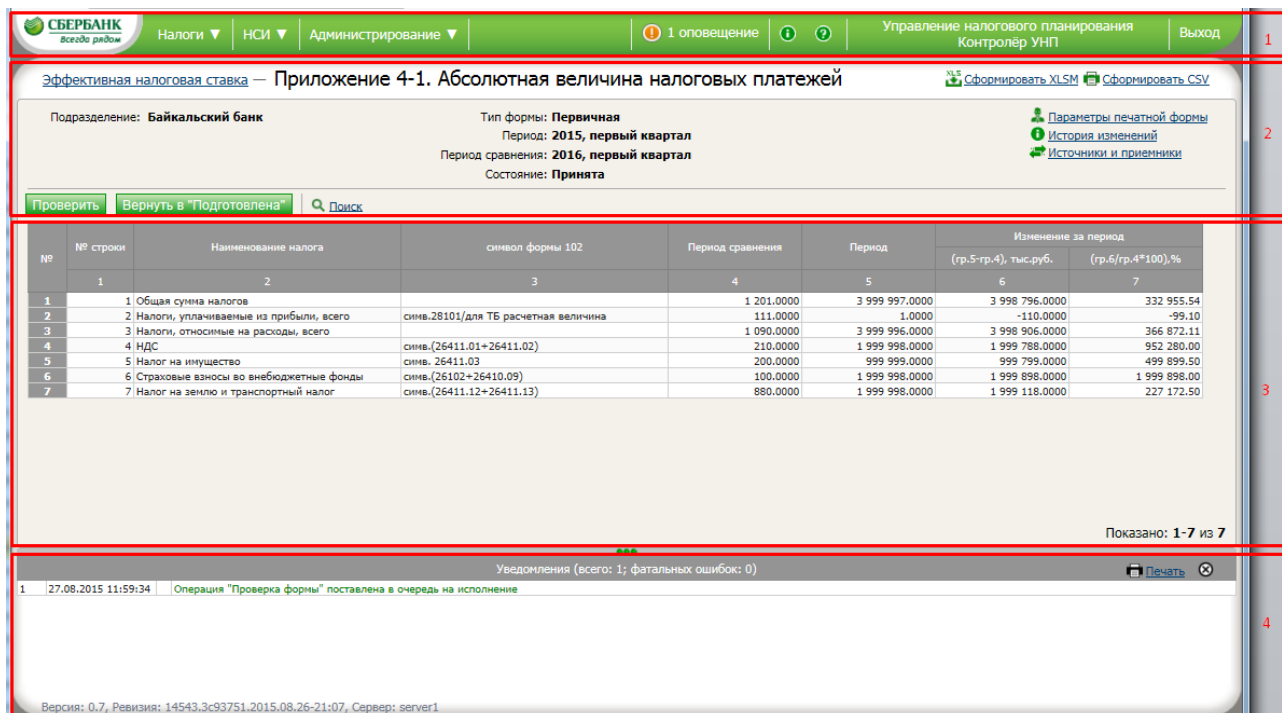 СБЕРБАНК
Всегда рядом
Налоги ▼ НСИ ▼ Администрирование ▼ 1 оповещение Управление налогового планирования Выход
Контролёр УНП
1
Эффективная налоговая ставка — Приложение 4-1. Абсолютная величина налоговых платежей XLS Сформировать XLSM Сформировать CSV
Подразделение: Байкальский банк Тип формы: Первичная Параметры печатной формы
Период: 2015, первый квартал История изменений
2
Период сравнения: 2016, первый квартал Источники и приемники
Состояние: Принята
Проверить Вернуть в "Подготовлена" Поиск
№ № строки Наименование налога символ формы 102 Период сравнения Период Изменение за период
(гр.5-гр.4), тыс.руб. (гр.6/гр.4*100),%
1 2 3 4 5 6 7
1 1 Общая сумма налогов 1 201.0000 3 999 997.0000 3 998 796.0000 332 955.54
2 2 Налоги, уплачиваемые из прибыли, всего симв.28101/для ТБ расчетная величина 111.0000 1.0000 -110.0000 -99.10
3 3 Налоги, относимые на расходы, всего 1 090.0000 3 999 996.0000 3 998 906.0000 366 872.11
4 4 НДС симв.(26411.01+26411.02) 210.0000 1 999 998.0000 1 999 788.0000 952 280.00
5 5 Налог на имущество симв. 26411.03 200.0000 999 999.0000 999 799.0000 499 899.50
6 6 Страховые взносы во внебюджетные фонды симв.(26102+26410.09) 100.0000 1 999 998.0000 1 999 898.0000 1 999 898.00
7 7 Налог на землю и транспортный налог симв.(26411.12+26411.13) 880.0000 1 999 998.0000 1 999 118.0000 227 172.50
3
Показано: 1-7 из 7
Уведомления (всего: 1; фатальных ошибок: 0) Печать
1 27.08.2015 11:59:34 Операция "Проверка формы" поставлена в очередь на исполнение
4
Версия: 0.7, Ревизия: 14543.3c93751.2015.08.26-21:07, Сервер: server1